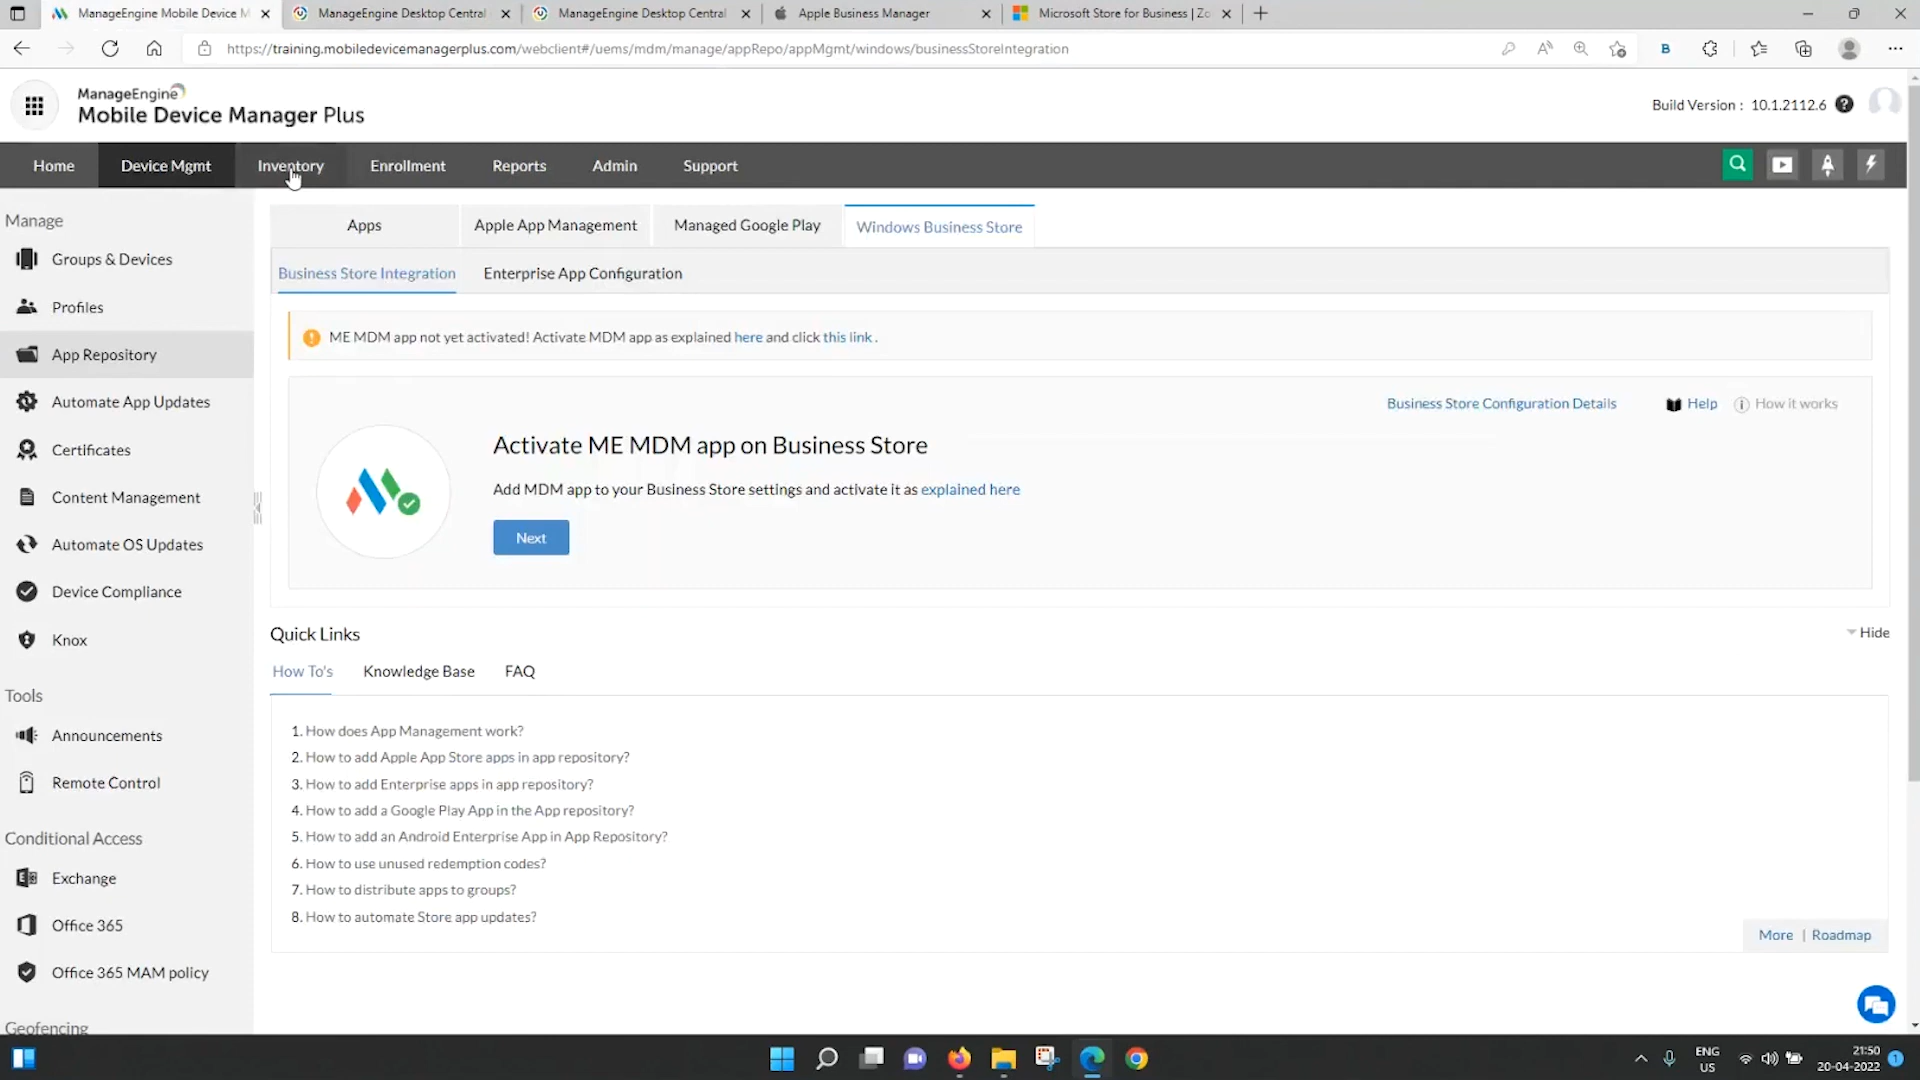 ManageEngine Mobile Device M
ManageEngine Desktop Central
ManageEngine Desktop Central
Apple Business Manager
Microsoft Store for Business | Zo
https://training.mobiledevicemanagerplus.com/webclient#/uems/mdm/manage/appRepo/appMgmt/windows/businessStoreIntegration
ManageEngine
Mobile Device Manager Plus
Build Version : 10.1.2112.6
Home
Device Mgmt
Inventory
Enrollment
Reports
Admin
Support
Manage
Groups & Devices
Profiles
App Repository
Automate App Updates
Certificates
Content Management
Automate OS Updates
Device Compliance
Knox
Tools
Announcements
Remote Control
Conditional Access
Exchange
Office 365
Office 365 MAM policy
Geofencing
Apps
Apple App Management
Managed Google Play
Windows Business Store
Business Store Integration
Enterprise App Configuration
ME MDM app not yet activated! Activate MDM app as explained here and click this link .
Business Store Configuration Details
Help
How it works
Activate ME MDM app on Business Store
Add MDM app to your Business Store settings and activate it as explained here
Next
Quick Links
Hide
How To's
Knowledge Base
FAQ
1. How does App Management work?
2. How to add Apple App Store apps in app repository?
3. How to add Enterprise apps in app repository?
4. How to add a Google Play App in the App repository?
5. How to add an Android Enterprise App in App Repository?
6. How to use unused redemption codes?
7. How to distribute apps to groups?
8. How to automate Store app updates?
More | Roadmap
ENG
US
21:50
20-04-2022
1